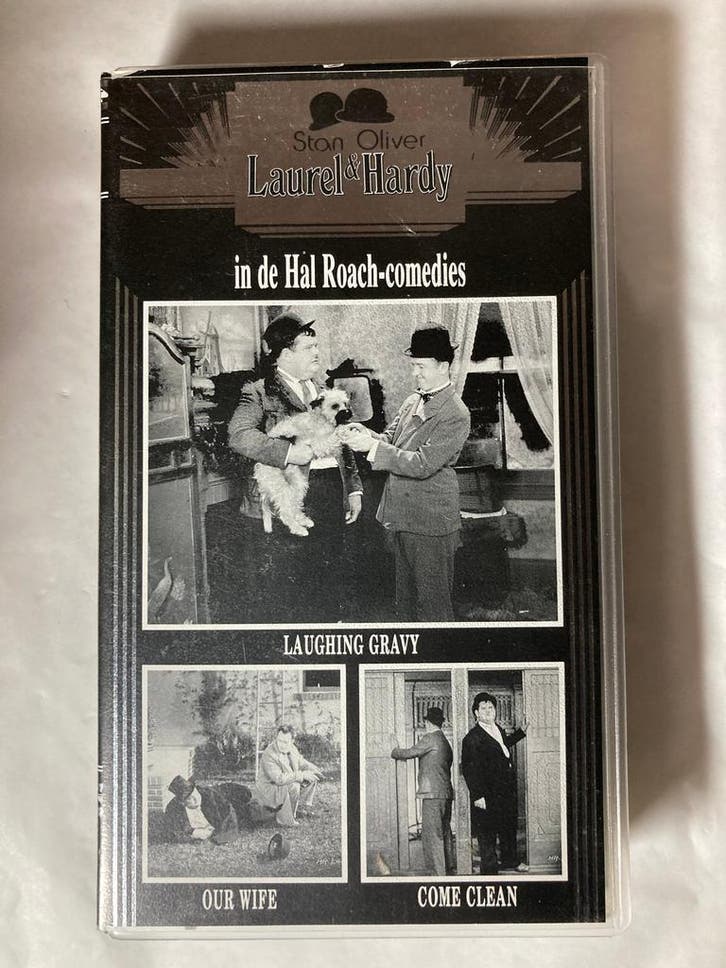 Stan Oliver
Laurel & Hardy
in de Hal Roach-comedies
LAUGHING GRAVY
OUR WIFE
COME CLEAN